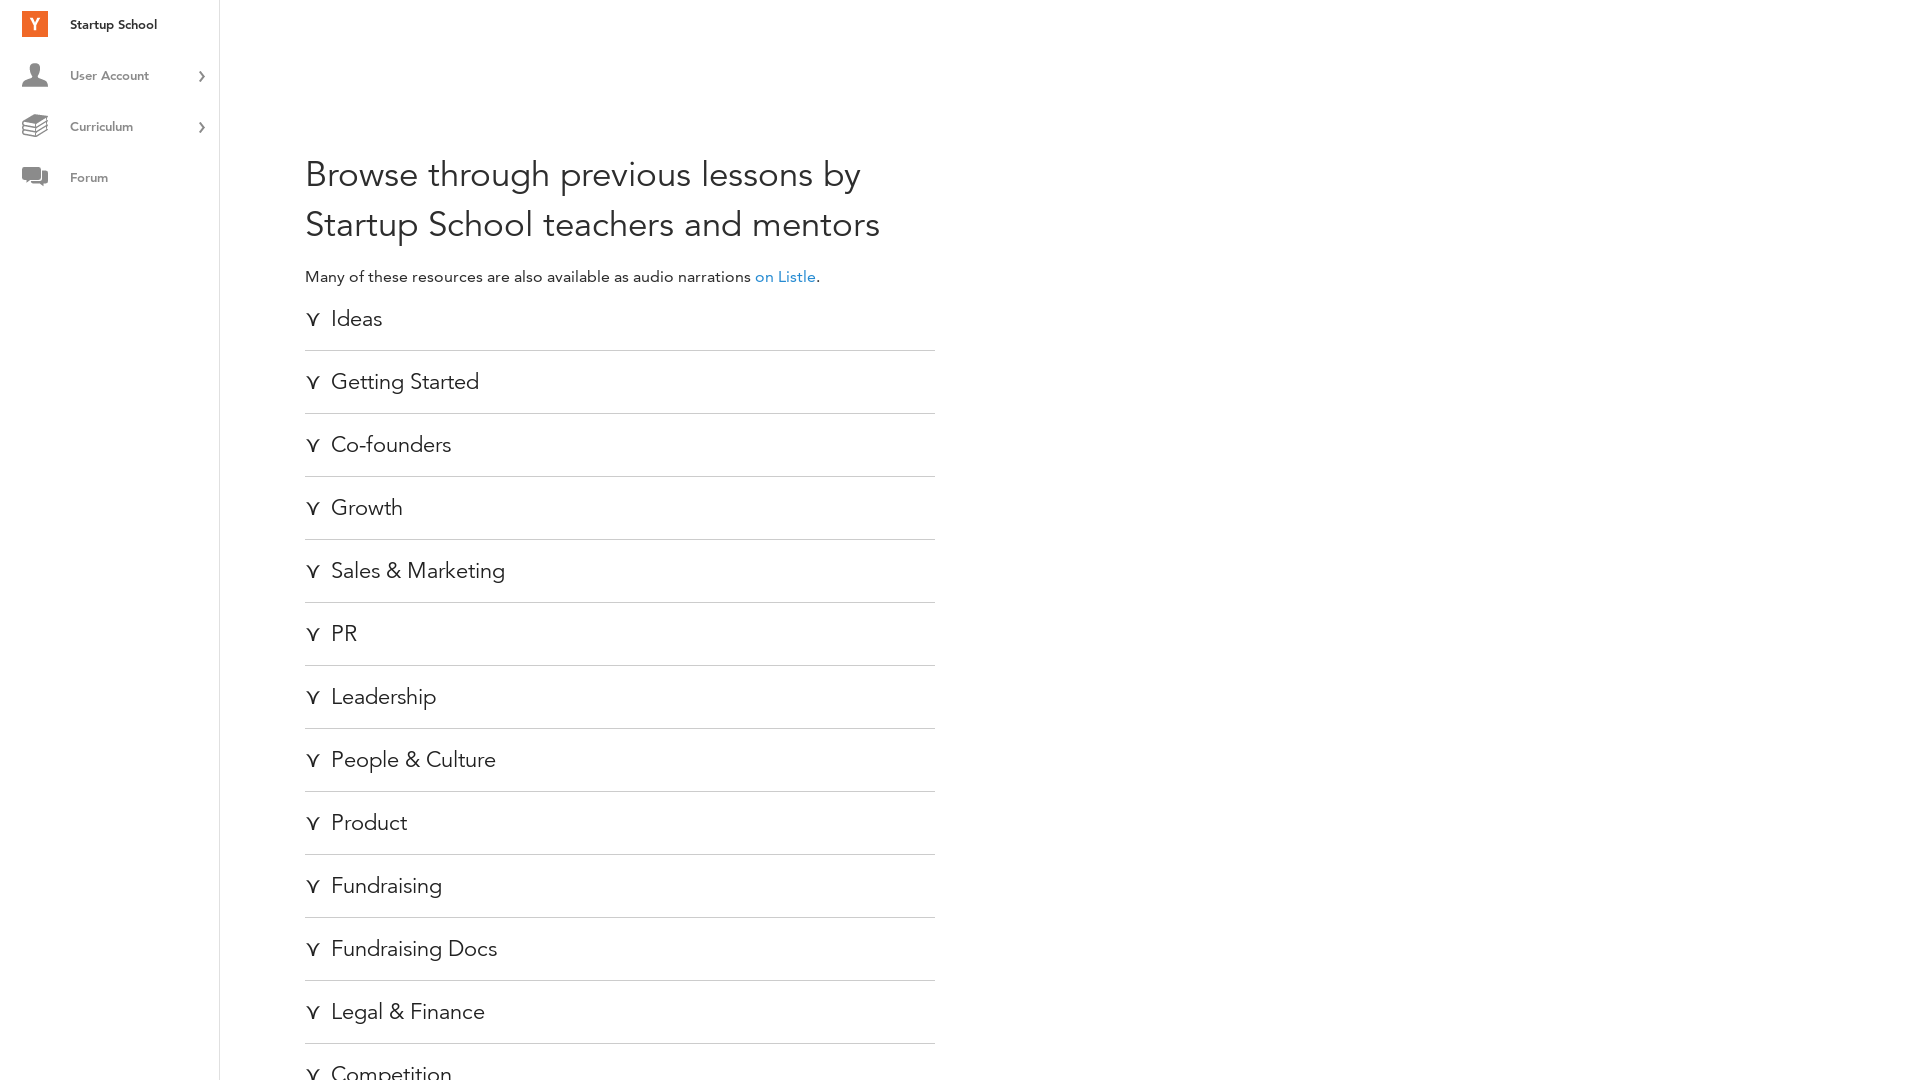 Y
Startup School
User Account
Curriculum
Forum
Browse through previous lessons by
Startup School teachers and mentors
Many of these resources are also available as audio narrations on Listle.
Ideas
Getting Started
Co-founders
Growth
Sales & Marketing
PR
Leadership
People & Culture
Product
Fundraising
Fundraising Docs
Legal & Finance
Competition